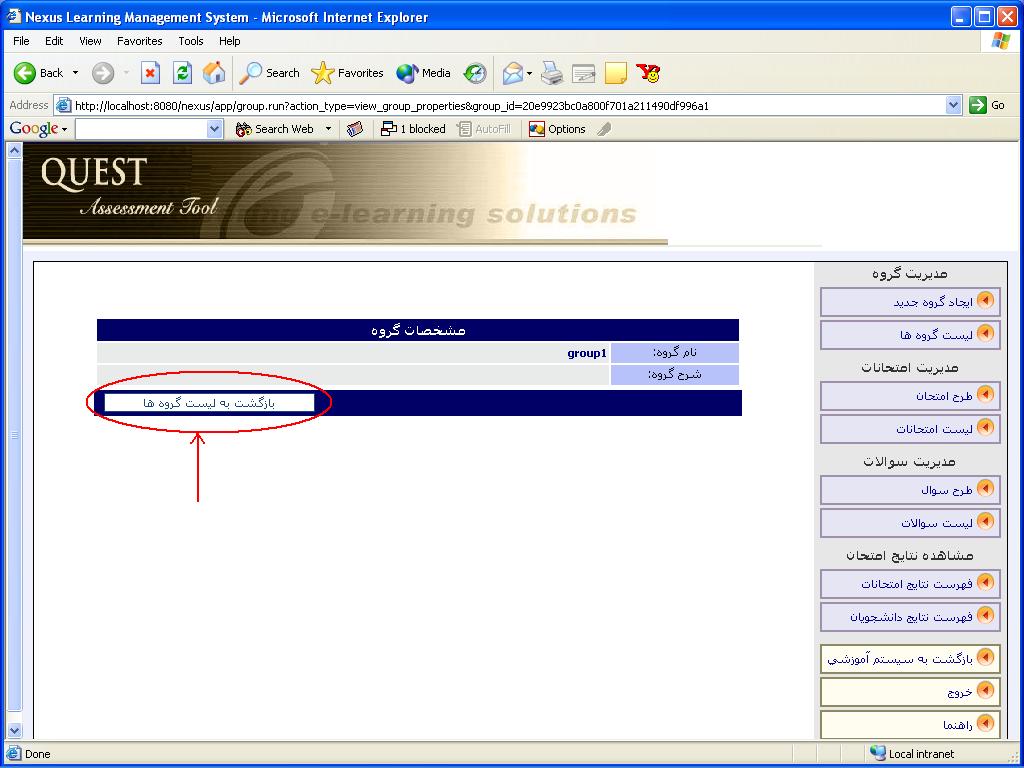 Nexus Learning Management System - Microsoft Internet Explorer
File Edit View Favorites Tools Help
Back Search Favorites Media
Address http://localhost:8080/nexus/app/group.run?action_type=view_group_properties&group_id=20e9923bc0a800f701a211490df996a1 Go
Google Search Web 1 blocked AutoFill Options
QUEST
Assessment Tool
e-learning solutions
مشخصات گروه
نام گروه: group1
شرح گروه:
بازگشت به لیست گروه ها
مدیریت گروه
ایجاد گروه جدید
لیست گروه ها
مدیریت امتحانات
طرح امتحان
لیست امتحانات
مدیریت سوالات
طرح سوال
لیست سوالات
مشاهده نتایج امتحان
فهرست نتایج امتحانات
فهرست نتایج دانشجویان
بازگشت به سیستم آموزشی
خروج
راهنما
Done Local intranet